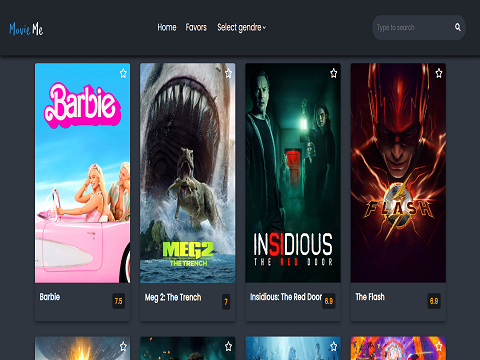 Movie Me
Home
Favors
Select gendre
Type to search
Barbie
MEG2
THE TRENCH
INSIDIOUS
THE RED DOOR
FLASH
Barbie
7.5
Meg 2: The Trench
7
Insidious: The Red Door
6.9
The Flash
6.9